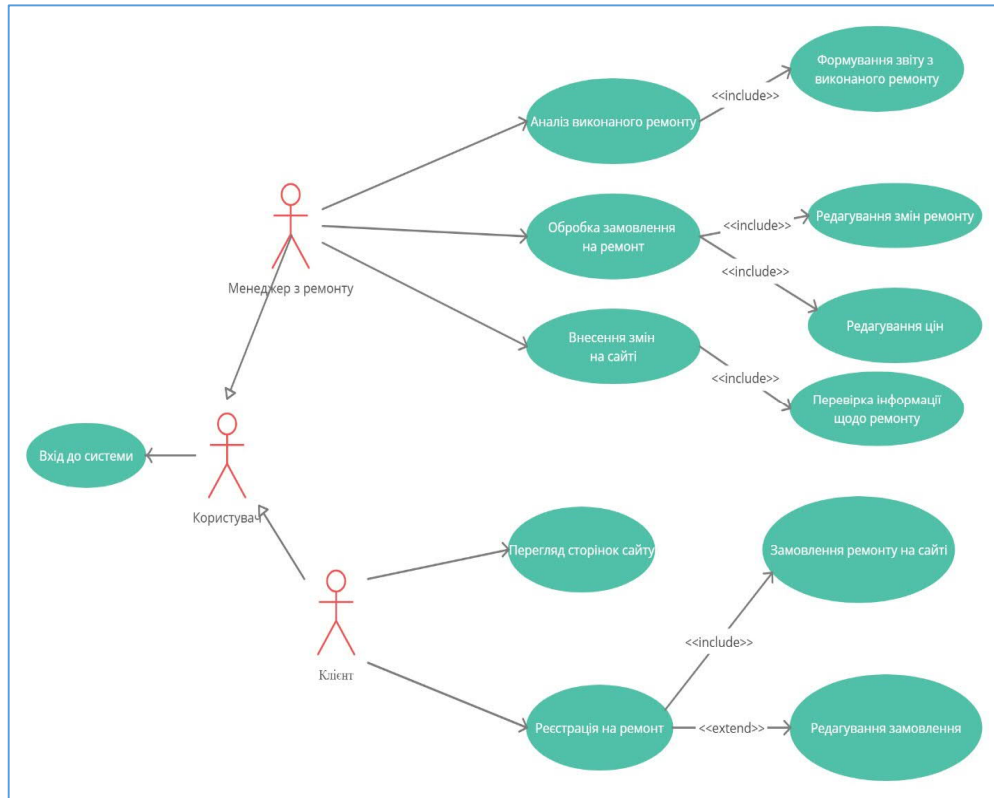 Формування звіту з
виконаного ремонту
<<include>>
Аналіз виконаного ремонту
Обробка замовлення
на ремонт
<<include>>
Редагування змін ремонту
<<include>>
Менеджер з ремонту
Внесення змін
на сайті
Редагування цін
<<include>>
Перевірка інформації
щодо ремонту
Вхід до системи
Користувач
Перегляд сторінок сайту
Замовлення ремонту на сайті
<<include>>
Клієнт
Реєстрація на ремонт
<<extend>>
Редагування замовлення